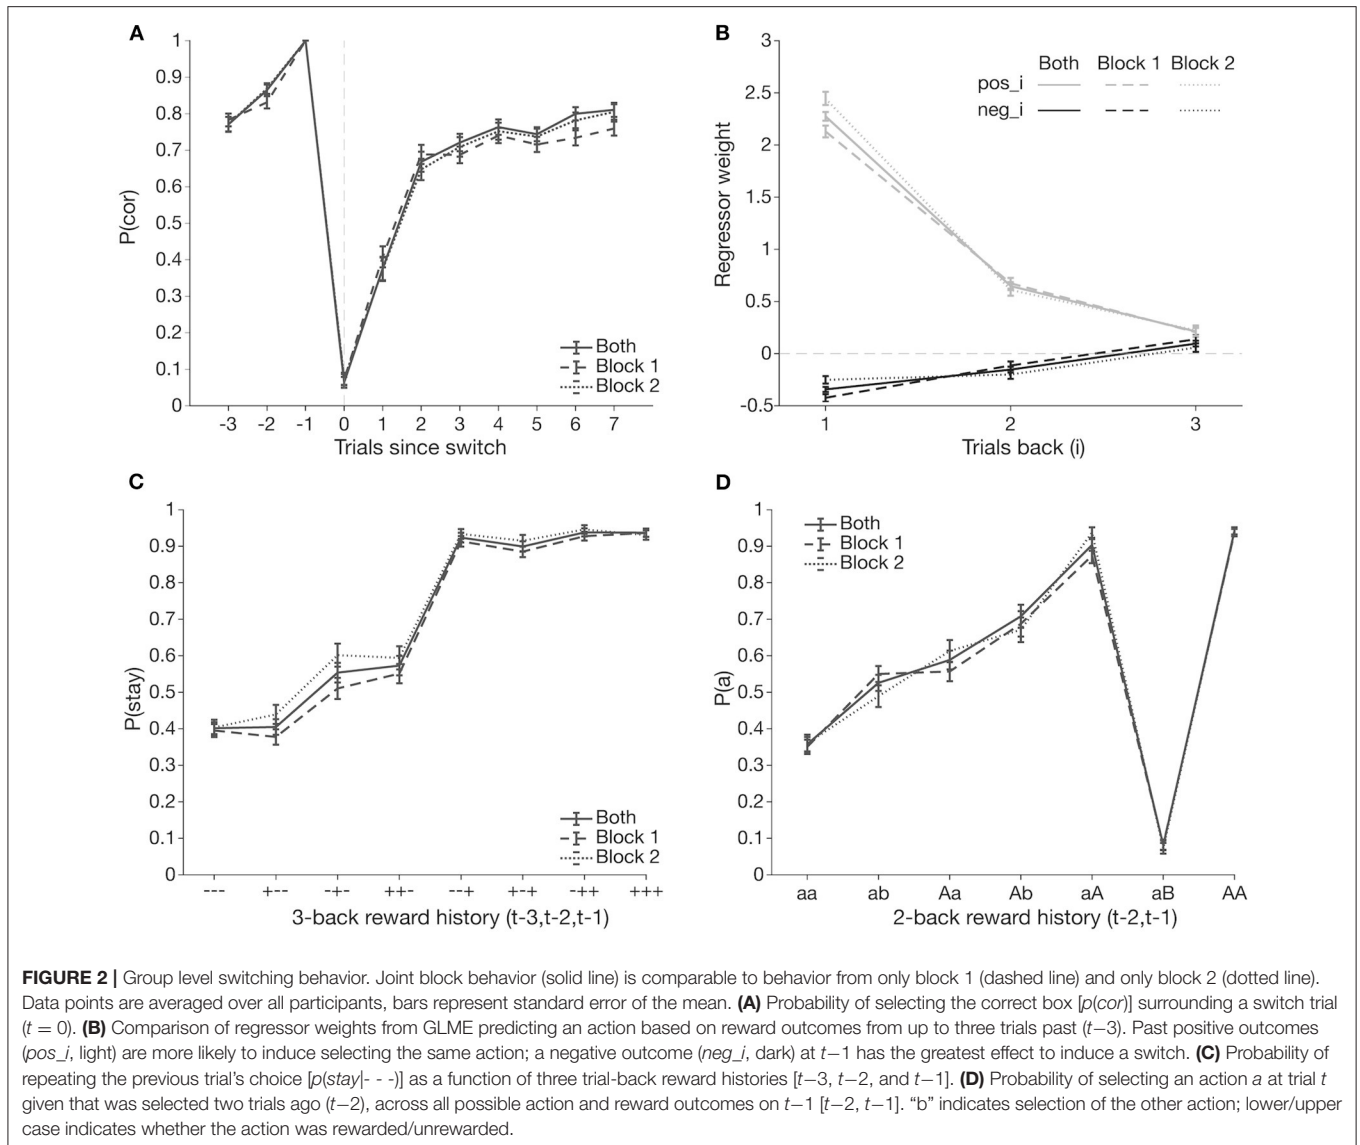 A
1
0.9
0.8
0.7
0.6
0.5
0.4
0.3
0.2
0.1
0
P(cor)
-3 -2 -1 0 1 2 3 4 5 6 7
Trials since switch
Both
Block 1
Block 2
B
3
2.5
2
1.5
1
0.5
0
-0.5
Regressor weight
1 2 3
Trials back (i)
Both Block 1 Block 2
pos_i
neg_i
C
1
0.9
0.8
0.7
0.6
0.5
0.4
0.3
0.2
0.1
0
P(stay)
--- +-- -+- ++- --+ +-+ -++ +++
3-back reward history (t-3,t-2,t-1)
Both
Block 1
Block 2
D
1
0.9
0.8
0.7
0.6
0.5
0.4
0.3
0.2
0.1
0
P(a)
aa ab Aa Ab aA aB AA
2-back reward history (t-2,t-1)
Both
Block 1
Block 2
FIGURE 2 | Group level switching behavior. Joint block behavior (solid line) is comparable to behavior from only block 1 (dashed line) and only block 2 (dotted line).
Data points are averaged over all participants, bars represent standard error of the mean. (A) Probability of selecting the correct box [p(cor)] surrounding a switch trial
(t = 0). (B) Comparison of regressor weights from GLME predicting an action based on reward outcomes from up to three trials past (t−3). Past positive outcomes
(pos_i, light) are more likely to induce selecting the same action; a negative outcome (neg_i, dark) at t−1 has the greatest effect to induce a switch. (C) Probability of
repeating the previous trial's choice [p(stay|- - -)] as a function of three trial-back reward histories [t−3, t−2, and t−1]. (D) Probability of selecting an action a at trial t
given that was selected two trials ago (t−2), across all possible action and reward outcomes on t−1 [t−2, t−1]. "b" indicates selection of the other action; lower/upper
case indicates whether the action was rewarded/unrewarded.